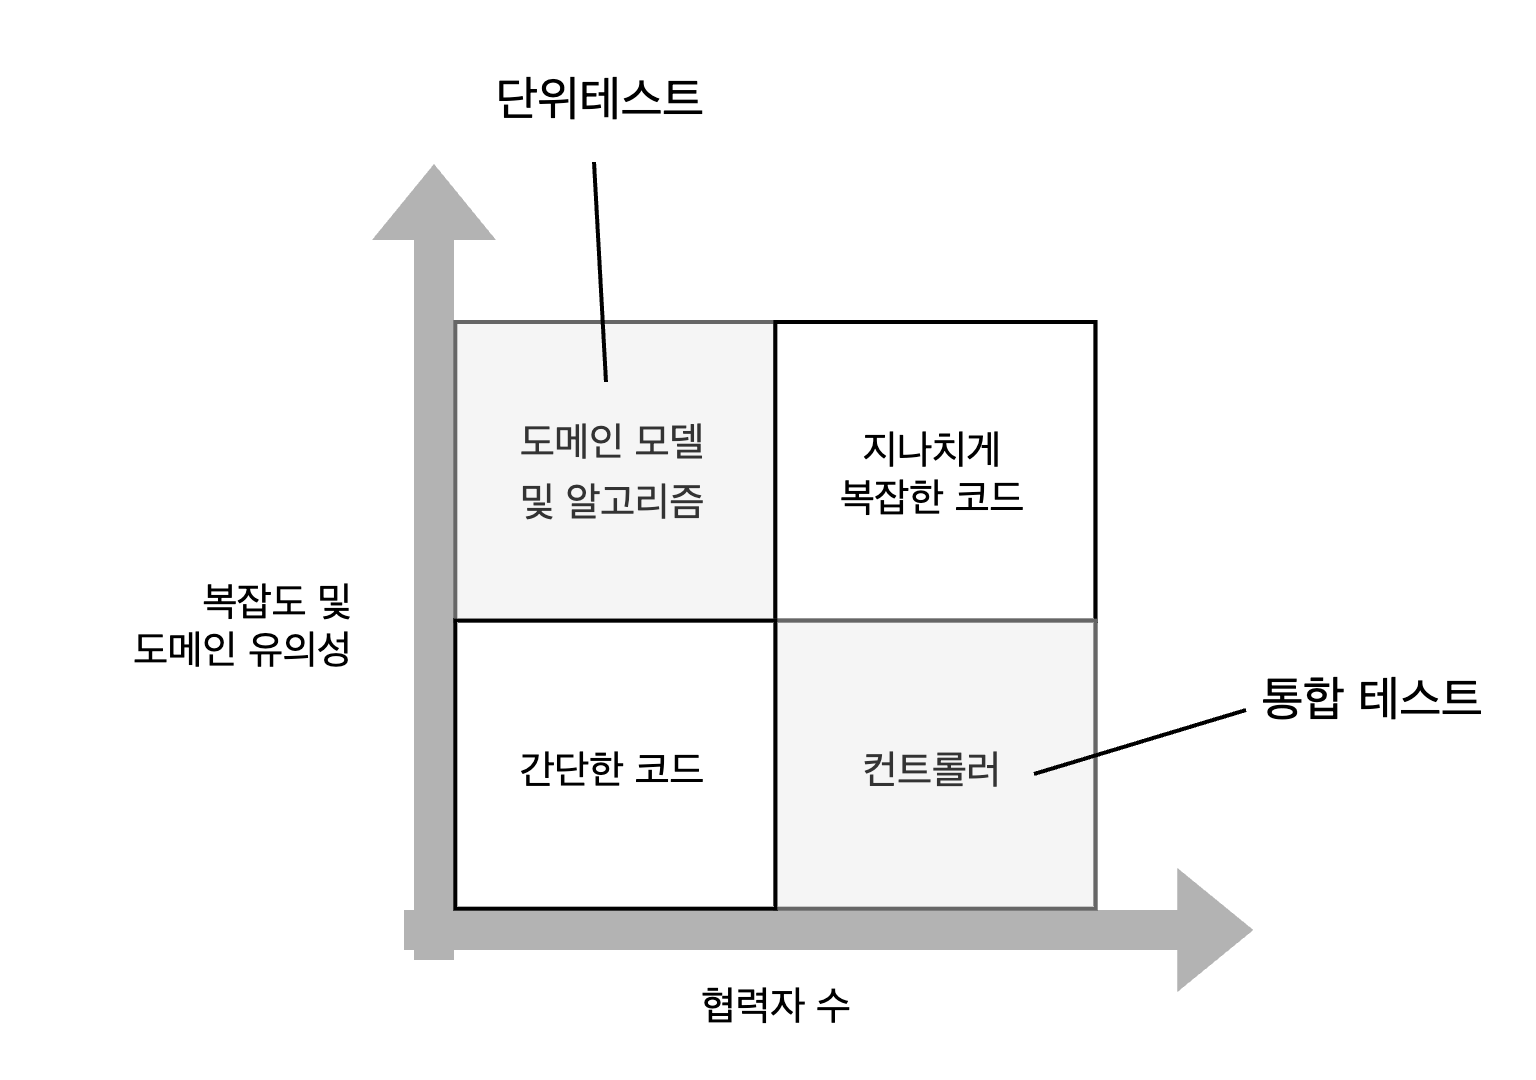 단위테스트
도메인 모델
및 알고리즘
지나치게
복잡한 코드
복잡도 및
도메인 유의성
간단한 코드
컨트롤러
통합 테스트
협력자 수